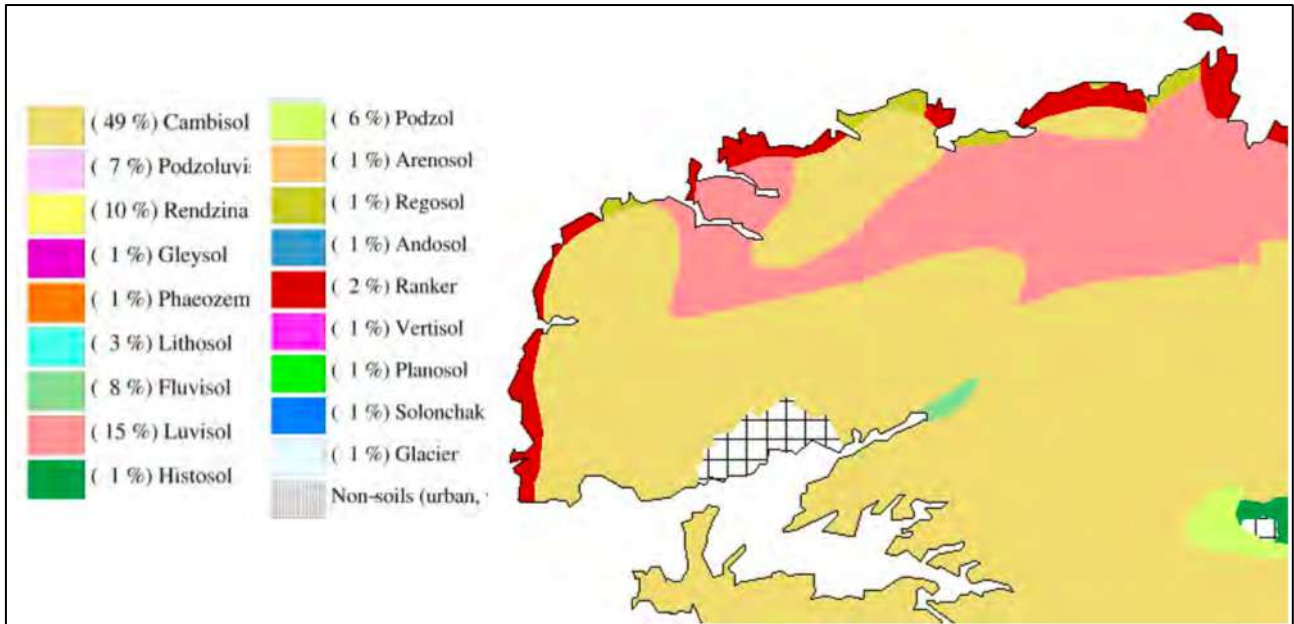 ( 49 %) Cambisol
( 7 %) Podzoluvi
( 10 %) Rendzina
( 1 %) Gleysol
( 1 %) Phaeozem
( 3 %) Lithosol
( 8 %) Fluvisol
( 15 %) Luvisol
( 1 %) Histosol
( 6 %) Podzol
( 1 %) Arenosol
( 1 %) Regosol
( 1 %) Andosol
( 2 %) Ranker
( 1 %) Vertisol
( 1 %) Planosol
( 1 %) Solonchak
( 1 %) Glacier
Non-soils (urban,